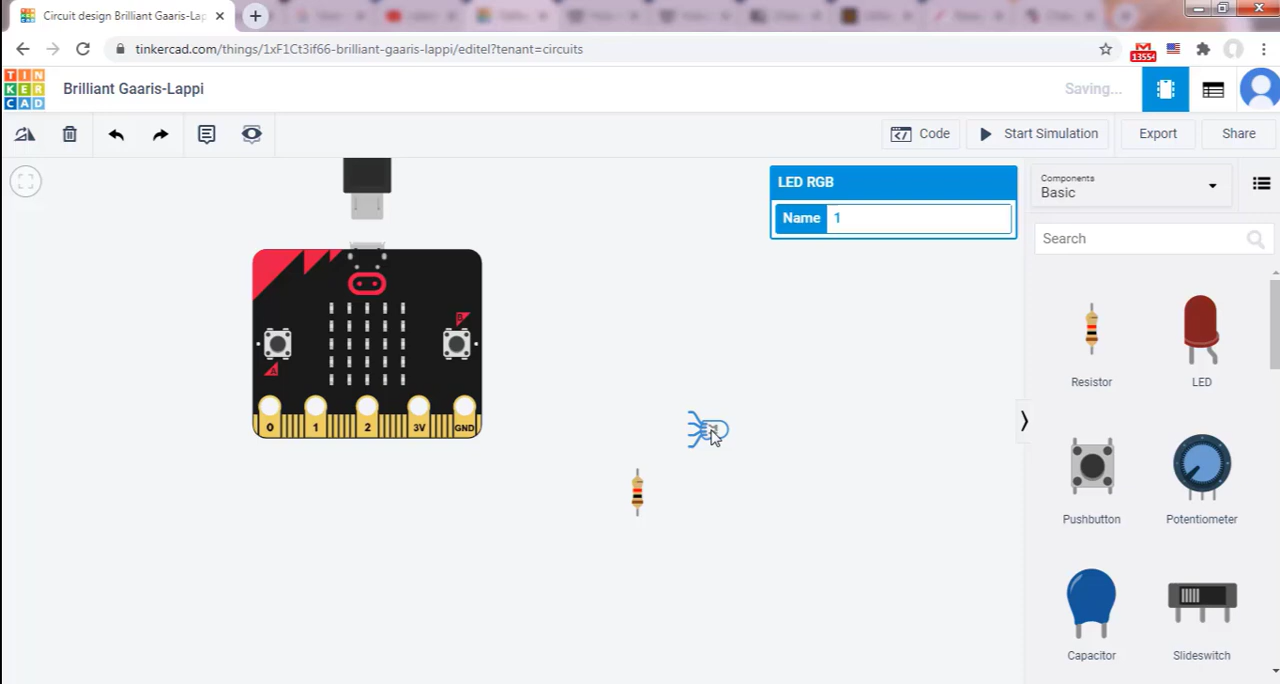 Circuit design Brilliant Gaaris-Lap
tinkercad.com/things/1xF1Ct3if66-brilliant-gaaris-lappi/editel?tenant=circuits
13554
TIN
KER
CAD
Brilliant Gaaris-Lappi
Saving...
Code
Start Simulation
Export
Share
LED RGB
Name 1
Components
Basic
Search
A
B
0 1 2 3V GND
Resistor
LED
Pushbutton
Potentiometer
Capacitor
Slideswitch